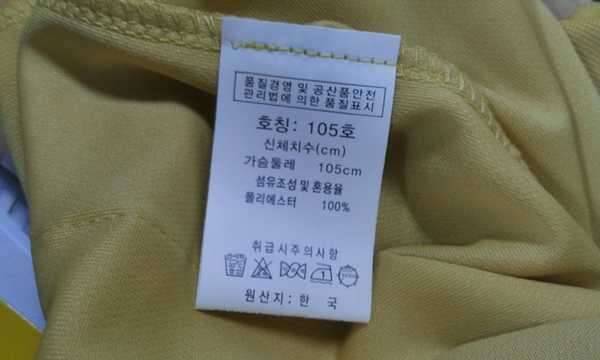 품질경영 및 공산품안전
관리법에 의한 품질표시
호칭: 105호
신체치수(cm)
가슴둘레 105cm
섬유조성 및 혼용율
폴리에스터 100%
취급시주의사항
원산지: 한 국